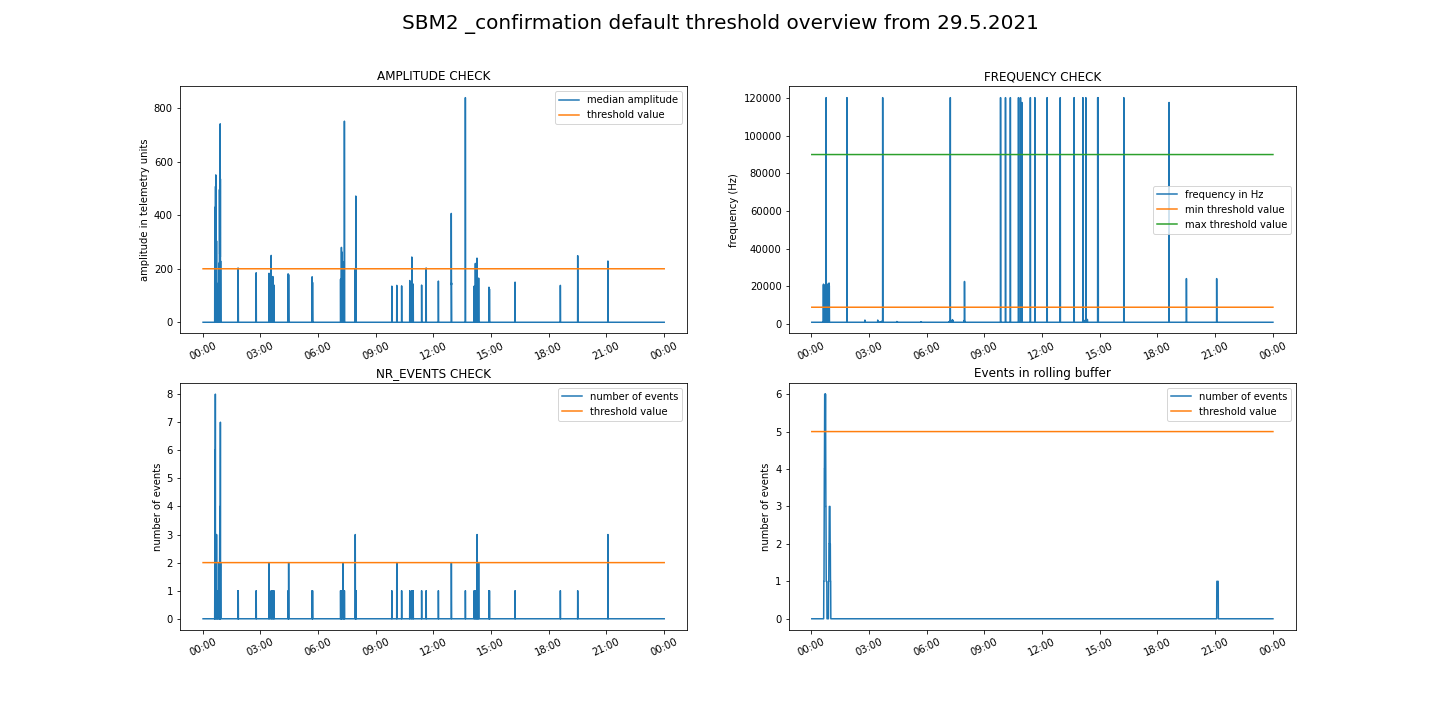 SBM2 _confirmation default threshold overview from 29.5.2021
AMPLITUDE CHECK
amplitude in telemetry units
800
600
400
200
0
median amplitude
threshold value
00:00 03:00 06:00 09:00 12:00 15:00 18:00 21:00 00:00
FREQUENCY CHECK
frequency (Hz)
120000
100000
80000
60000
40000
20000
0
frequency in Hz
min threshold value
max threshold value
00:00 03:00 06:00 09:00 12:00 15:00 18:00 21:00 00:00
NR_EVENTS CHECK
number of events
8
7
6
5
4
3
2
1
0
number of events
threshold value
00:00 03:00 06:00 09:00 12:00 15:00 18:00 21:00 00:00
Events in rolling buffer
number of events
6
5
4
3
2
1
0
number of events
threshold value
00:00 03:00 06:00 09:00 12:00 15:00 18:00 21:00 00:00